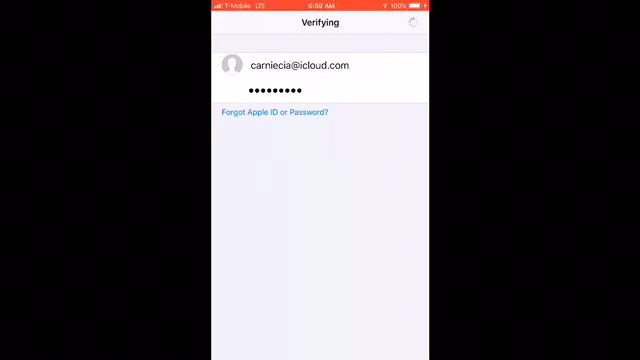 T-Mobile LTE 6:59 AM 100%
Verifying
carniecia@icloud.com
•••••••••
Forgot Apple ID or Password?